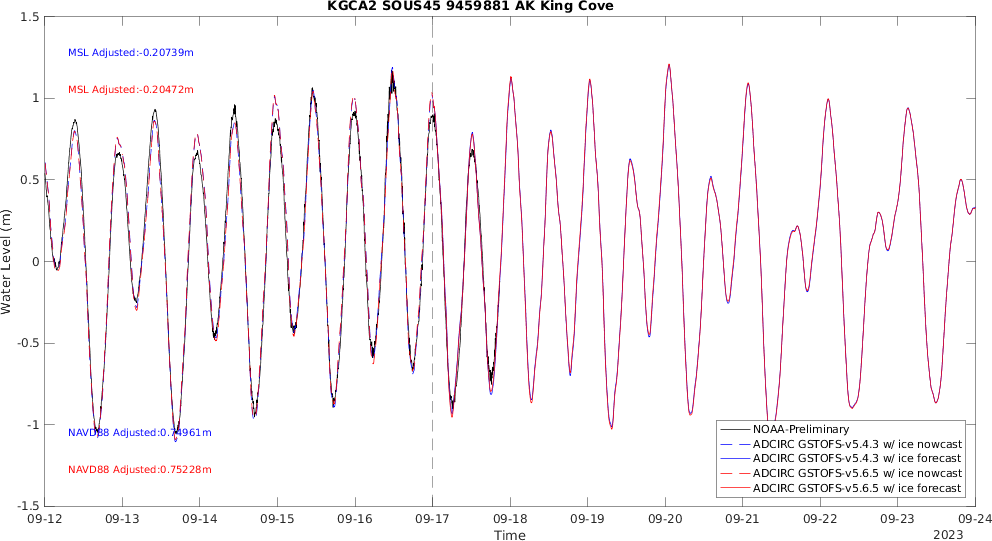 KGCA2 SOUS45 9459881 AK King Cove
1.5
1
0.5
0
-0.5
-1
-1.5
Water Level (m)
MSL Adjusted:-0.20739m
MSL Adjusted:-0.20472m
NAVD88 Adjusted:0.74961m
NAVD88 Adjusted:0.75228m
NOAA-Preliminary
ADCIRC GSTOFS-v5.4.3 w/ ice nowcast
ADCIRC GSTOFS-v5.4.3 w/ ice forecast
ADCIRC GSTOFS-v5.6.5 w/ ice nowcast
ADCIRC GSTOFS-v5.6.5 w/ ice forecast
09-12 09-13 09-14 09-15 09-16 09-17 09-18 09-19 09-20 09-21 09-22 09-23 09-24
Time
2023